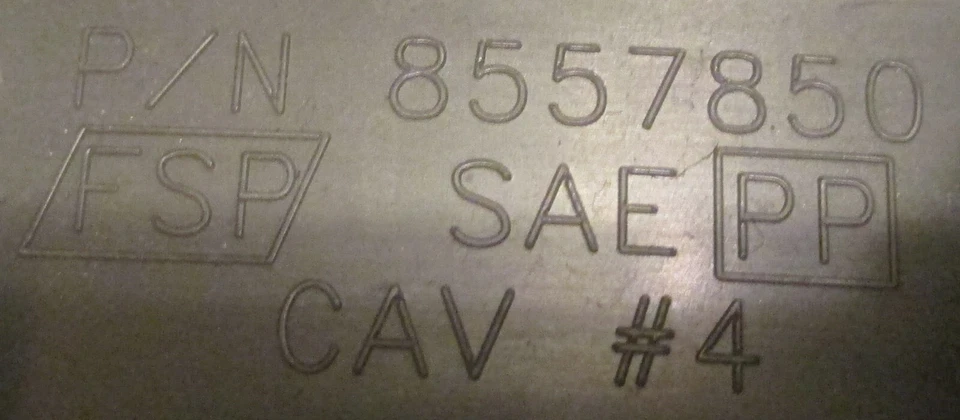 P/N 8557850
FSP SAE PP
CAV #4